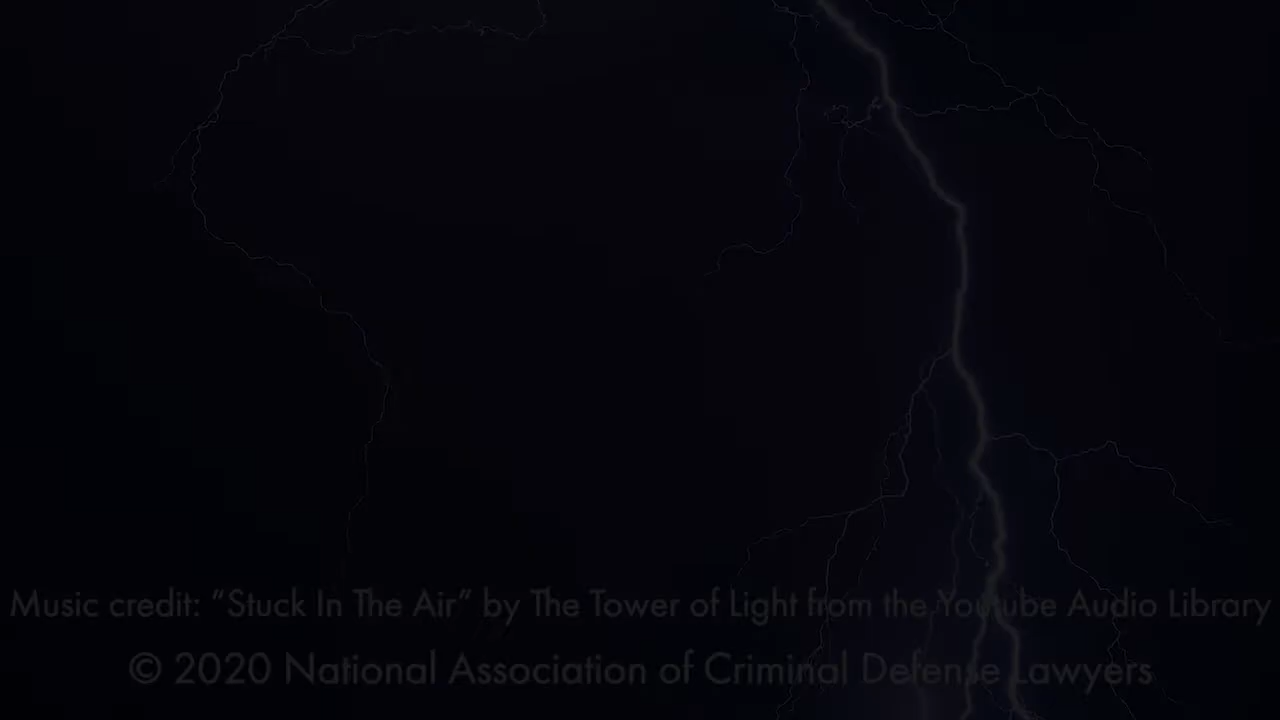 Music credit: “Stuck In The Air” by The Tower of Light from the YouTube Audio Library
© 2020 National Association of Criminal Defense Lawyers